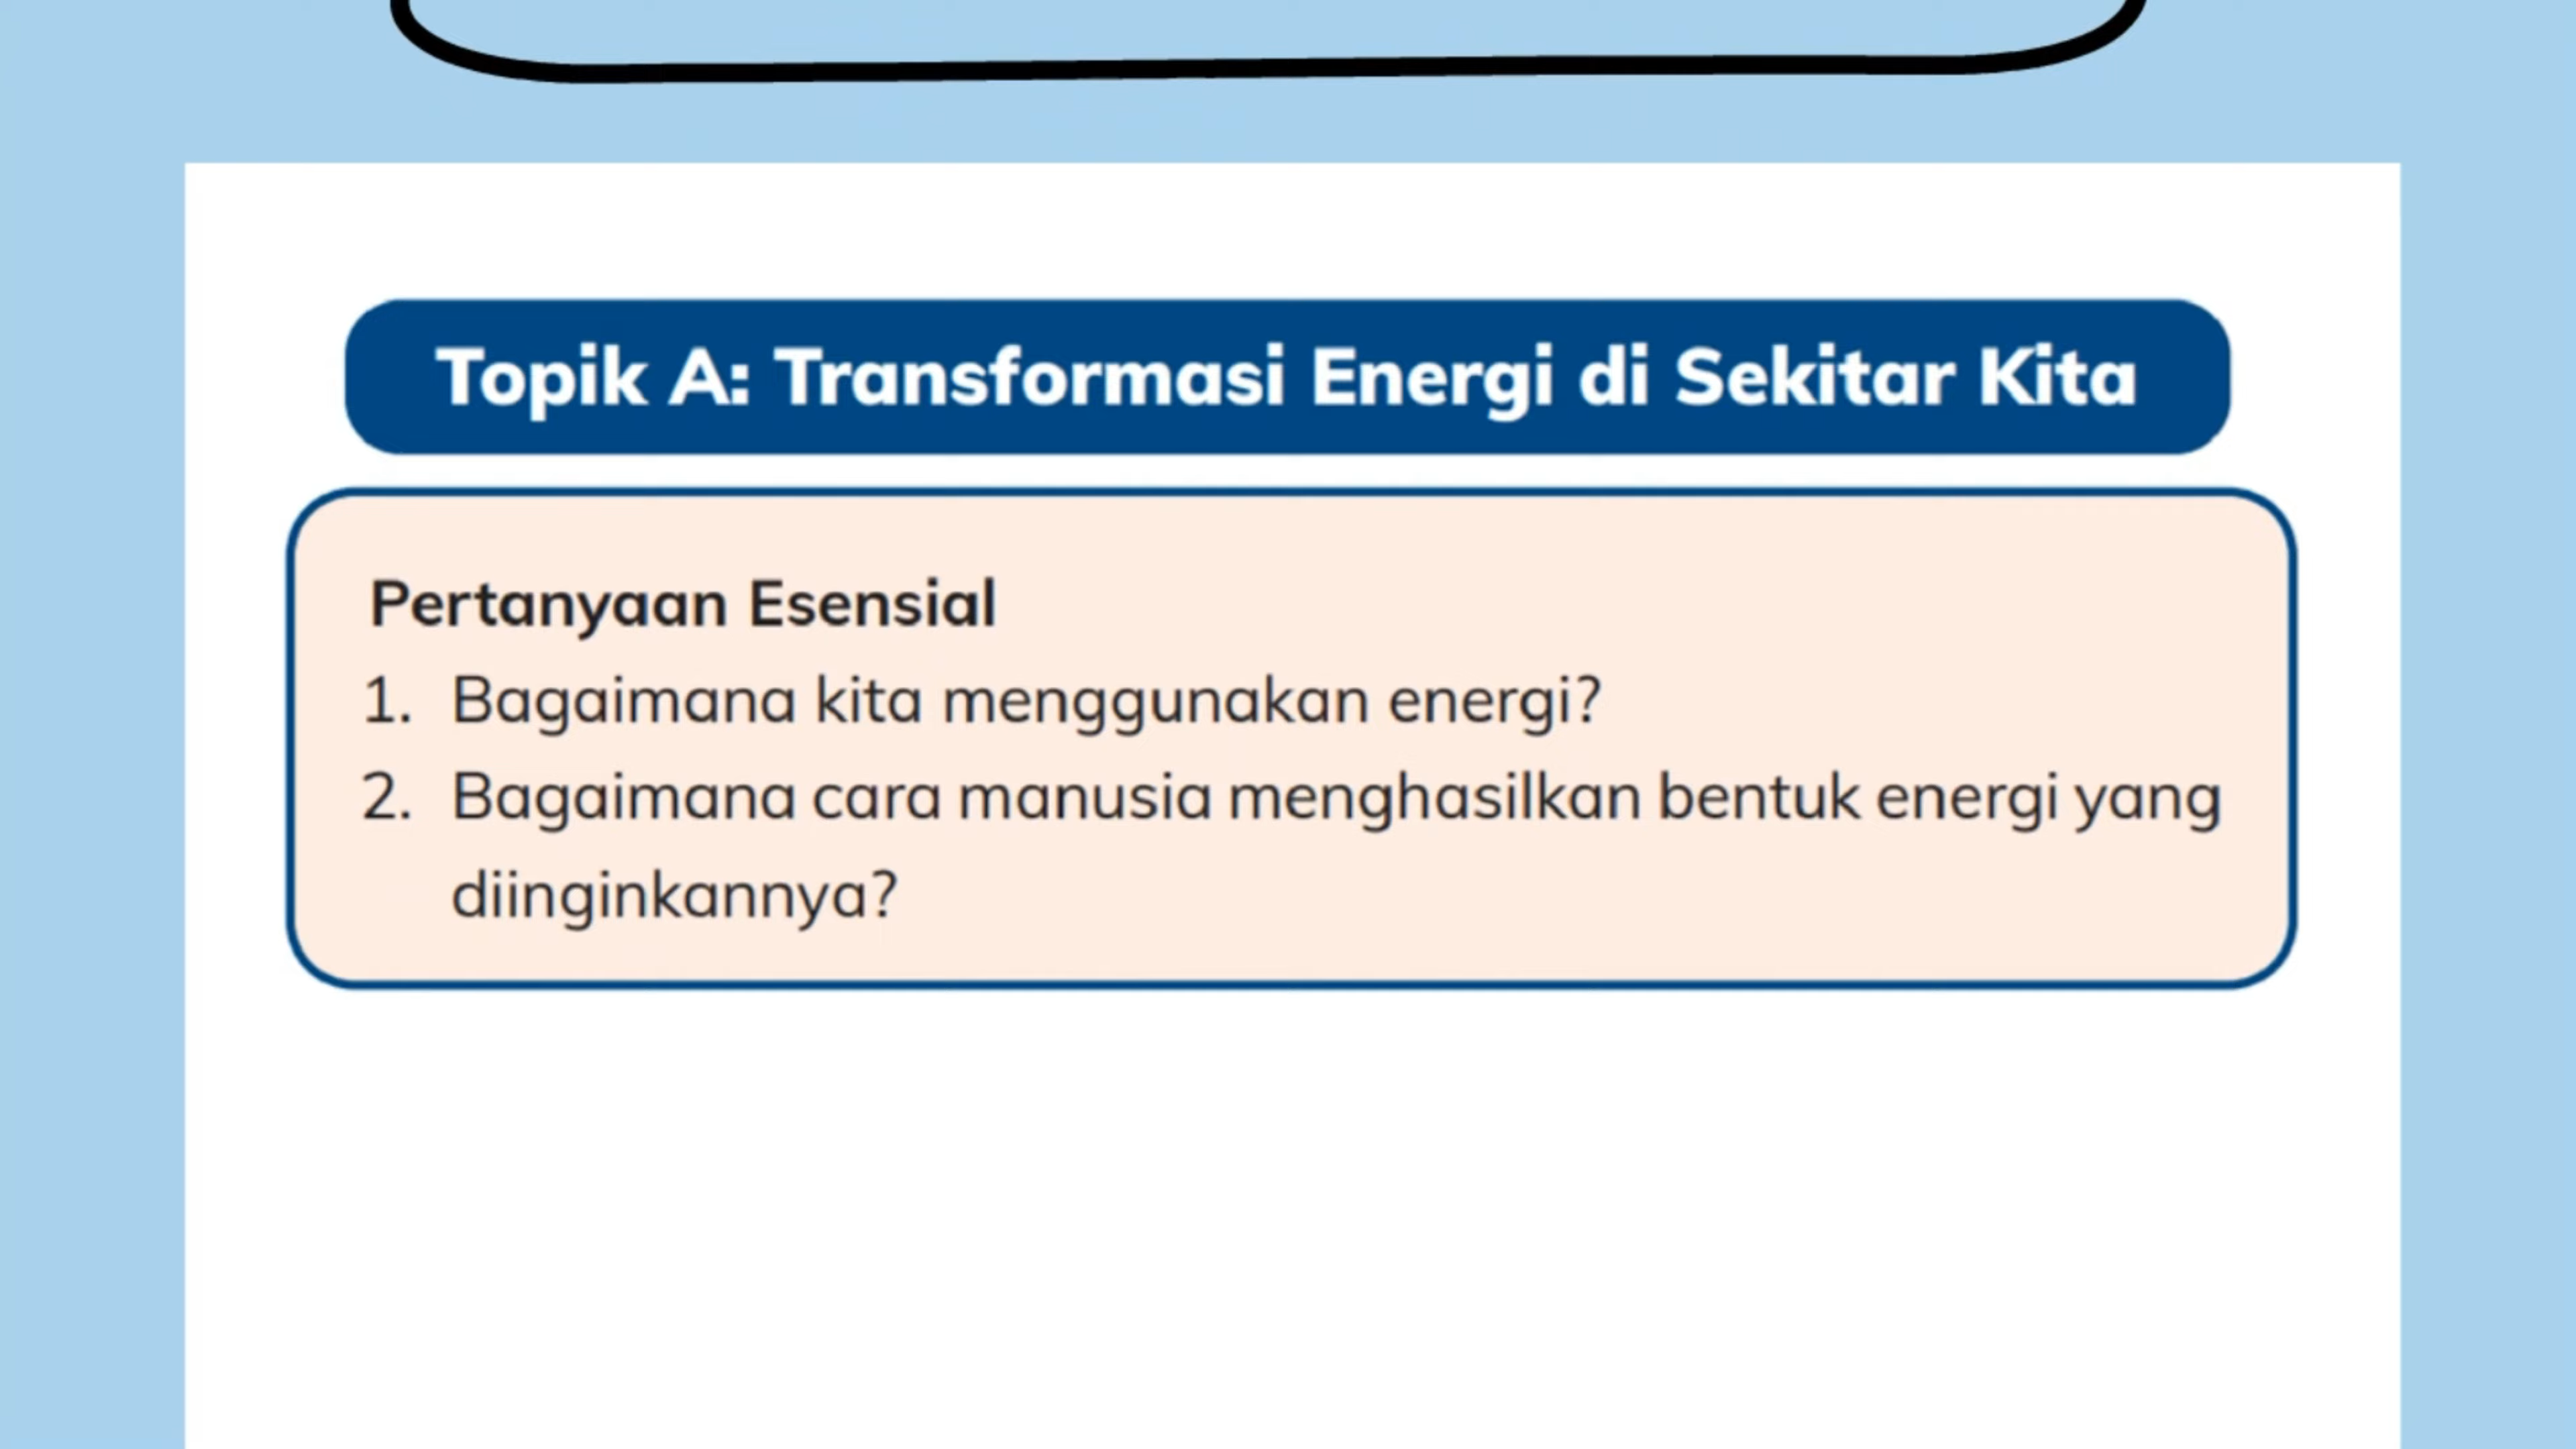 Topik A: Transformasi Energi di Sekitar Kita
Pertanyaan Esensial
1. Bagaimana kita menggunakan energi?
2. Bagaimana cara manusia menghasilkan bentuk energi yang
diinginkannya?